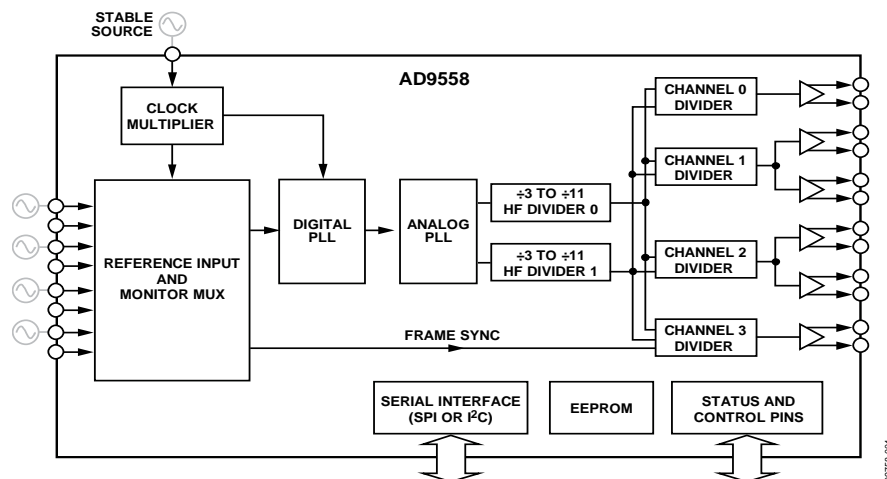 STABLE
SOURCE
AD9558
CLOCK
MULTIPLIER
REFERENCE INPUT
AND
MONITOR MUX
DIGITAL
PLL
ANALOG
PLL
÷3 TO ÷11
HF DIVIDER 0
÷3 TO ÷11
HF DIVIDER 1
CHANNEL 0
DIVIDER
CHANNEL 1
DIVIDER
CHANNEL 2
DIVIDER
CHANNEL 3
DIVIDER
FRAME SYNC
SERIAL INTERFACE
(SPI OR I²C)
EEPROM
STATUS AND
CONTROL PINS